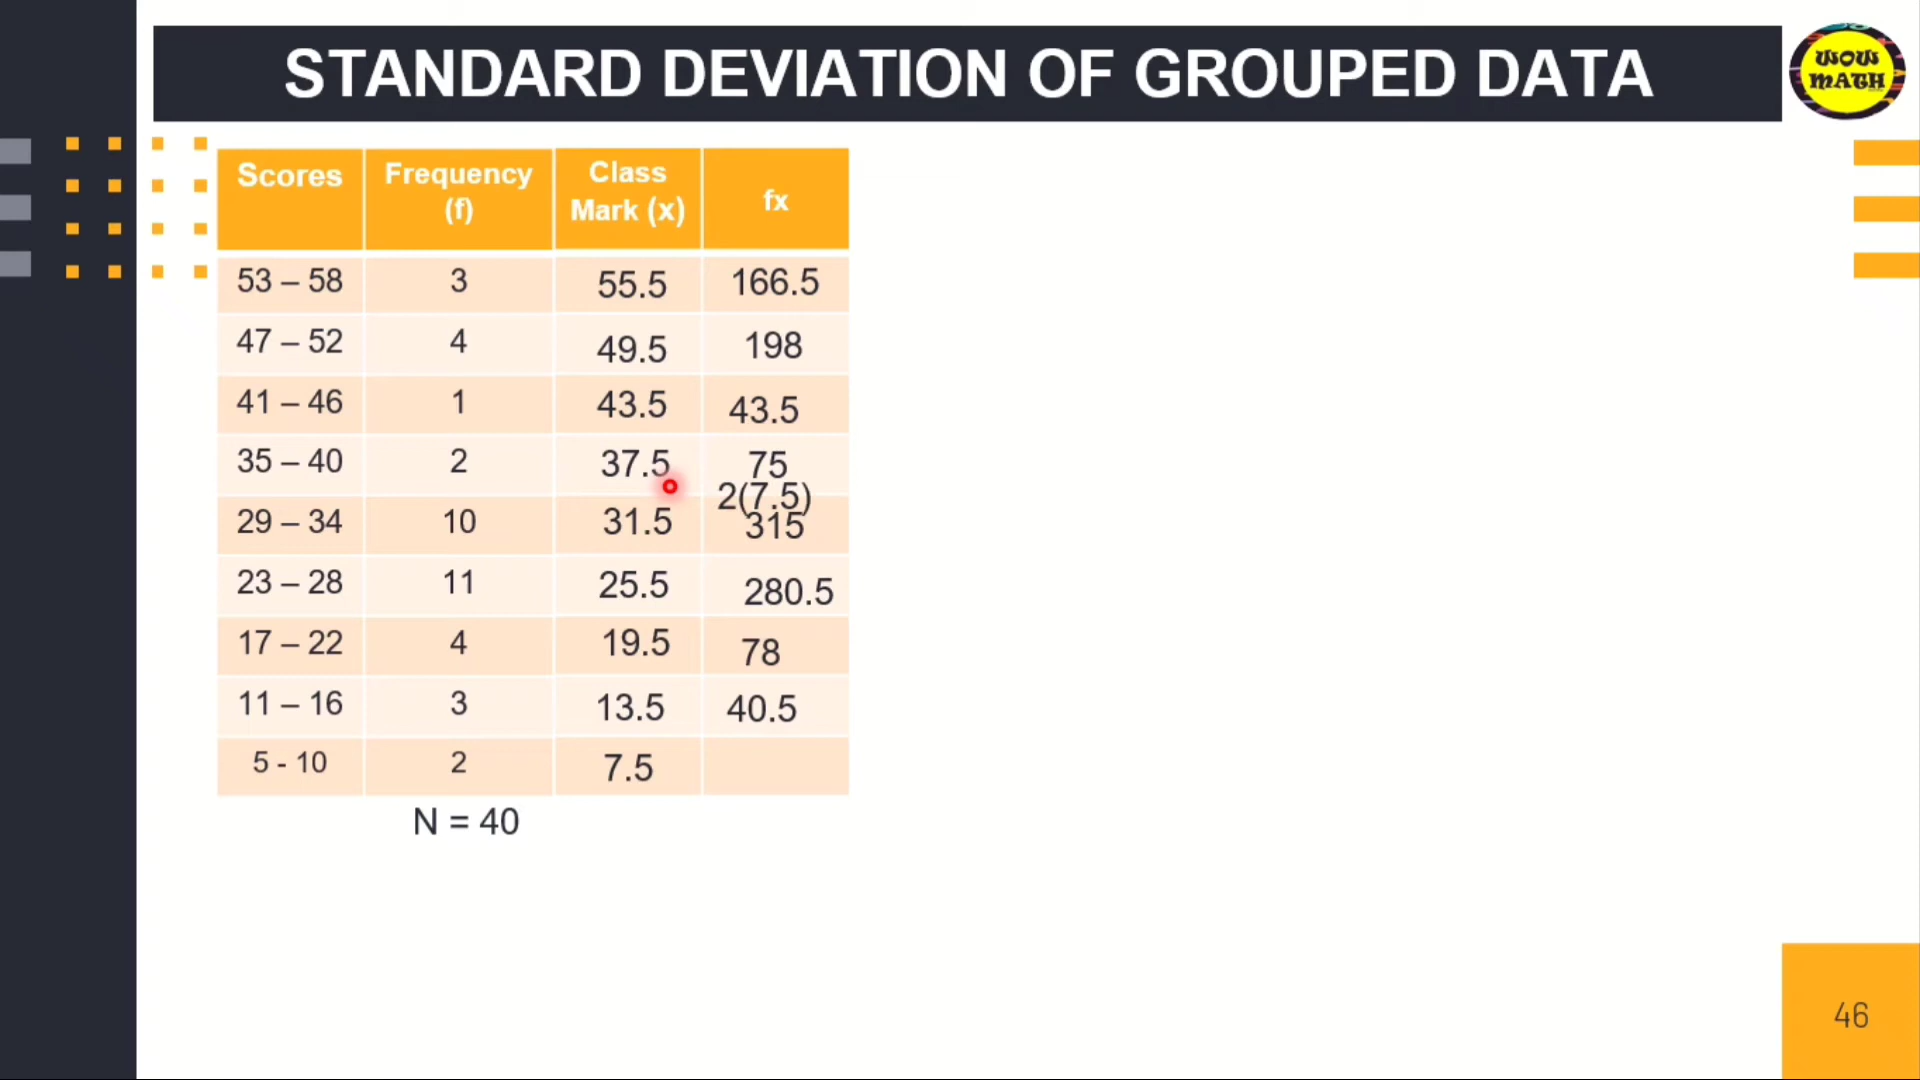 STANDARD DEVIATION OF GROUPED DATA
WOW
MATH
Scores Frequency (f) Class Mark (x) fx
53 – 58 3 55.5 166.5
47 – 52 4 49.5 198
41 – 46 1 43.5 43.5
35 – 40 2 37.5 75
2(7.5)
29 – 34 10 31.5 315
23 – 28 11 25.5 280.5
17 – 22 4 19.5 78
11 – 16 3 13.5 40.5
5 - 10 2 7.5
N = 40
46